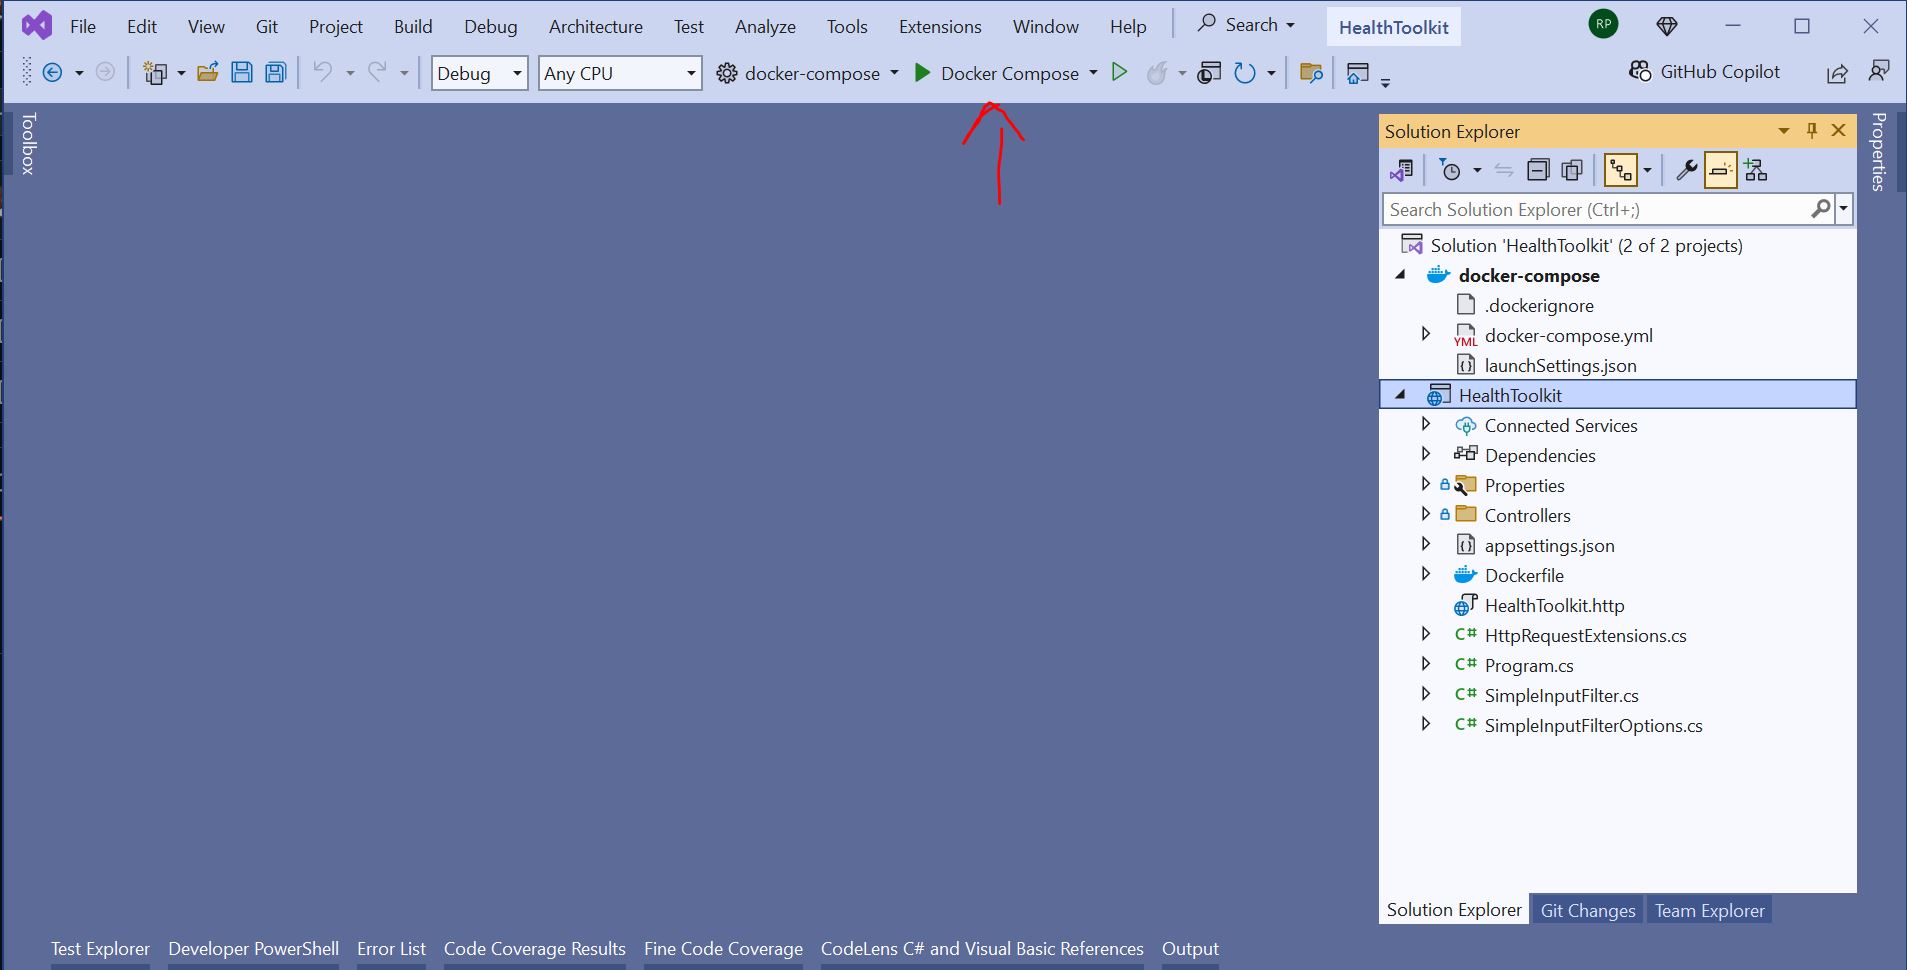 File Edit View Git Project Build Debug Architecture Test Analyze Tools Extensions Window Help Search HealthToolkit RP
Debug Any CPU docker-compose Docker Compose GitHub Copilot
Toolbox
Properties
Solution Explorer
Search Solution Explorer (Ctrl+;)
Solution 'HealthToolkit' (2 of 2 projects)
docker-compose
.dockerignore
YML docker-compose.yml
launchSettings.json
HealthToolkit
Connected Services
Dependencies
Properties
Controllers
appsettings.json
Dockerfile
HealthToolkit.http
C# HttpRequestExtensions.cs
C# Program.cs
C# SimpleInputFilter.cs
C# SimpleInputFilterOptions.cs
Solution Explorer Git Changes Team Explorer
Test Explorer Developer PowerShell Error List Code Coverage Results Fine Code Coverage CodeLens C# and Visual Basic References Output